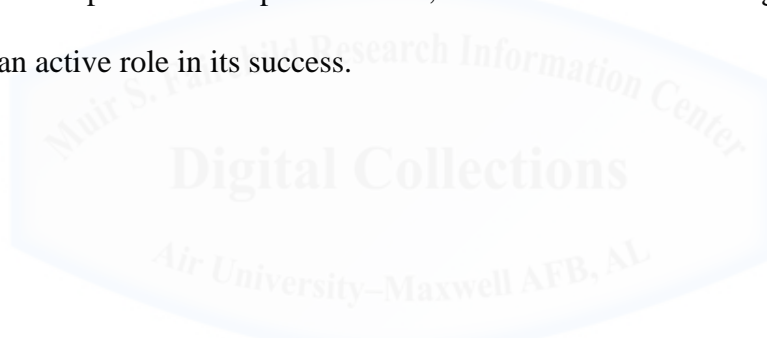 an active role in its success.
Muir S. Fairchild Research Information Center
Digital Collections
Air University–Maxwell AFB, AL